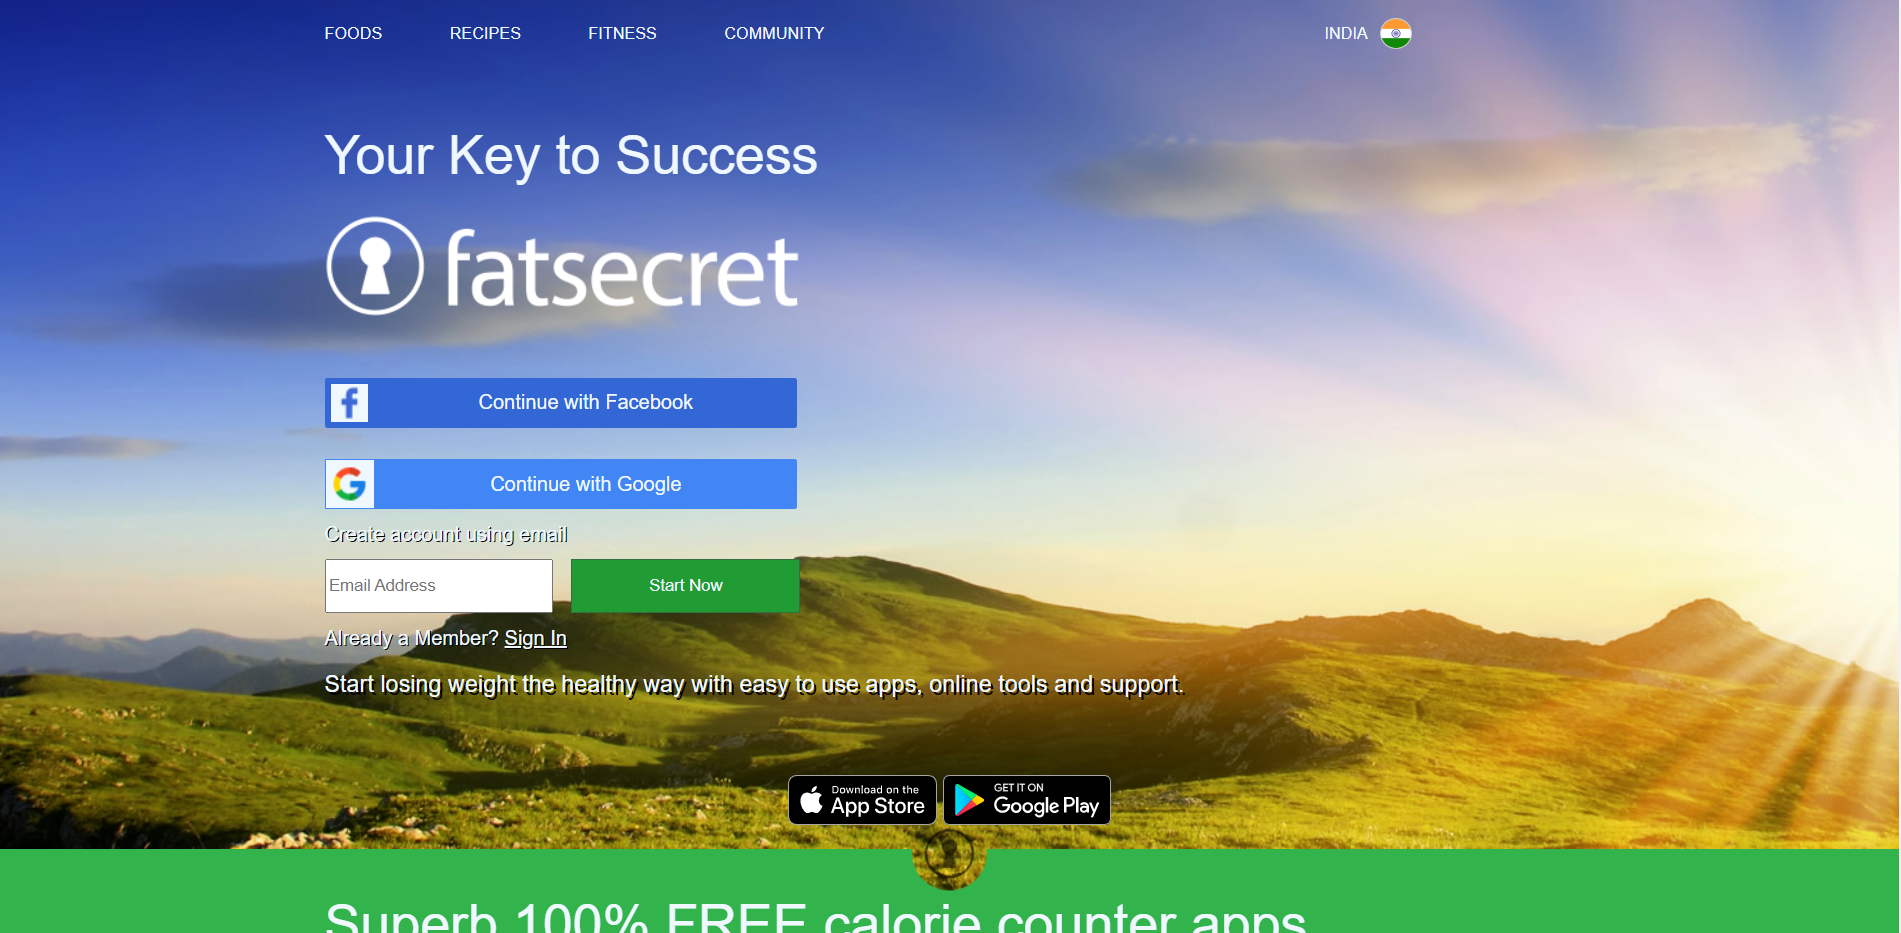 FOODS RECIPES FITNESS COMMUNITY INDIA
Your Key to Success
fatsecret
Continue with Facebook
Continue with Google
Create account using email
Email Address Start Now
Already a Member? Sign In
Start losing weight the healthy way with easy to use apps, online tools and support.
Download on the
App Store
GET IT ON
Google Play
Superb 100% FREE calorie counter apps